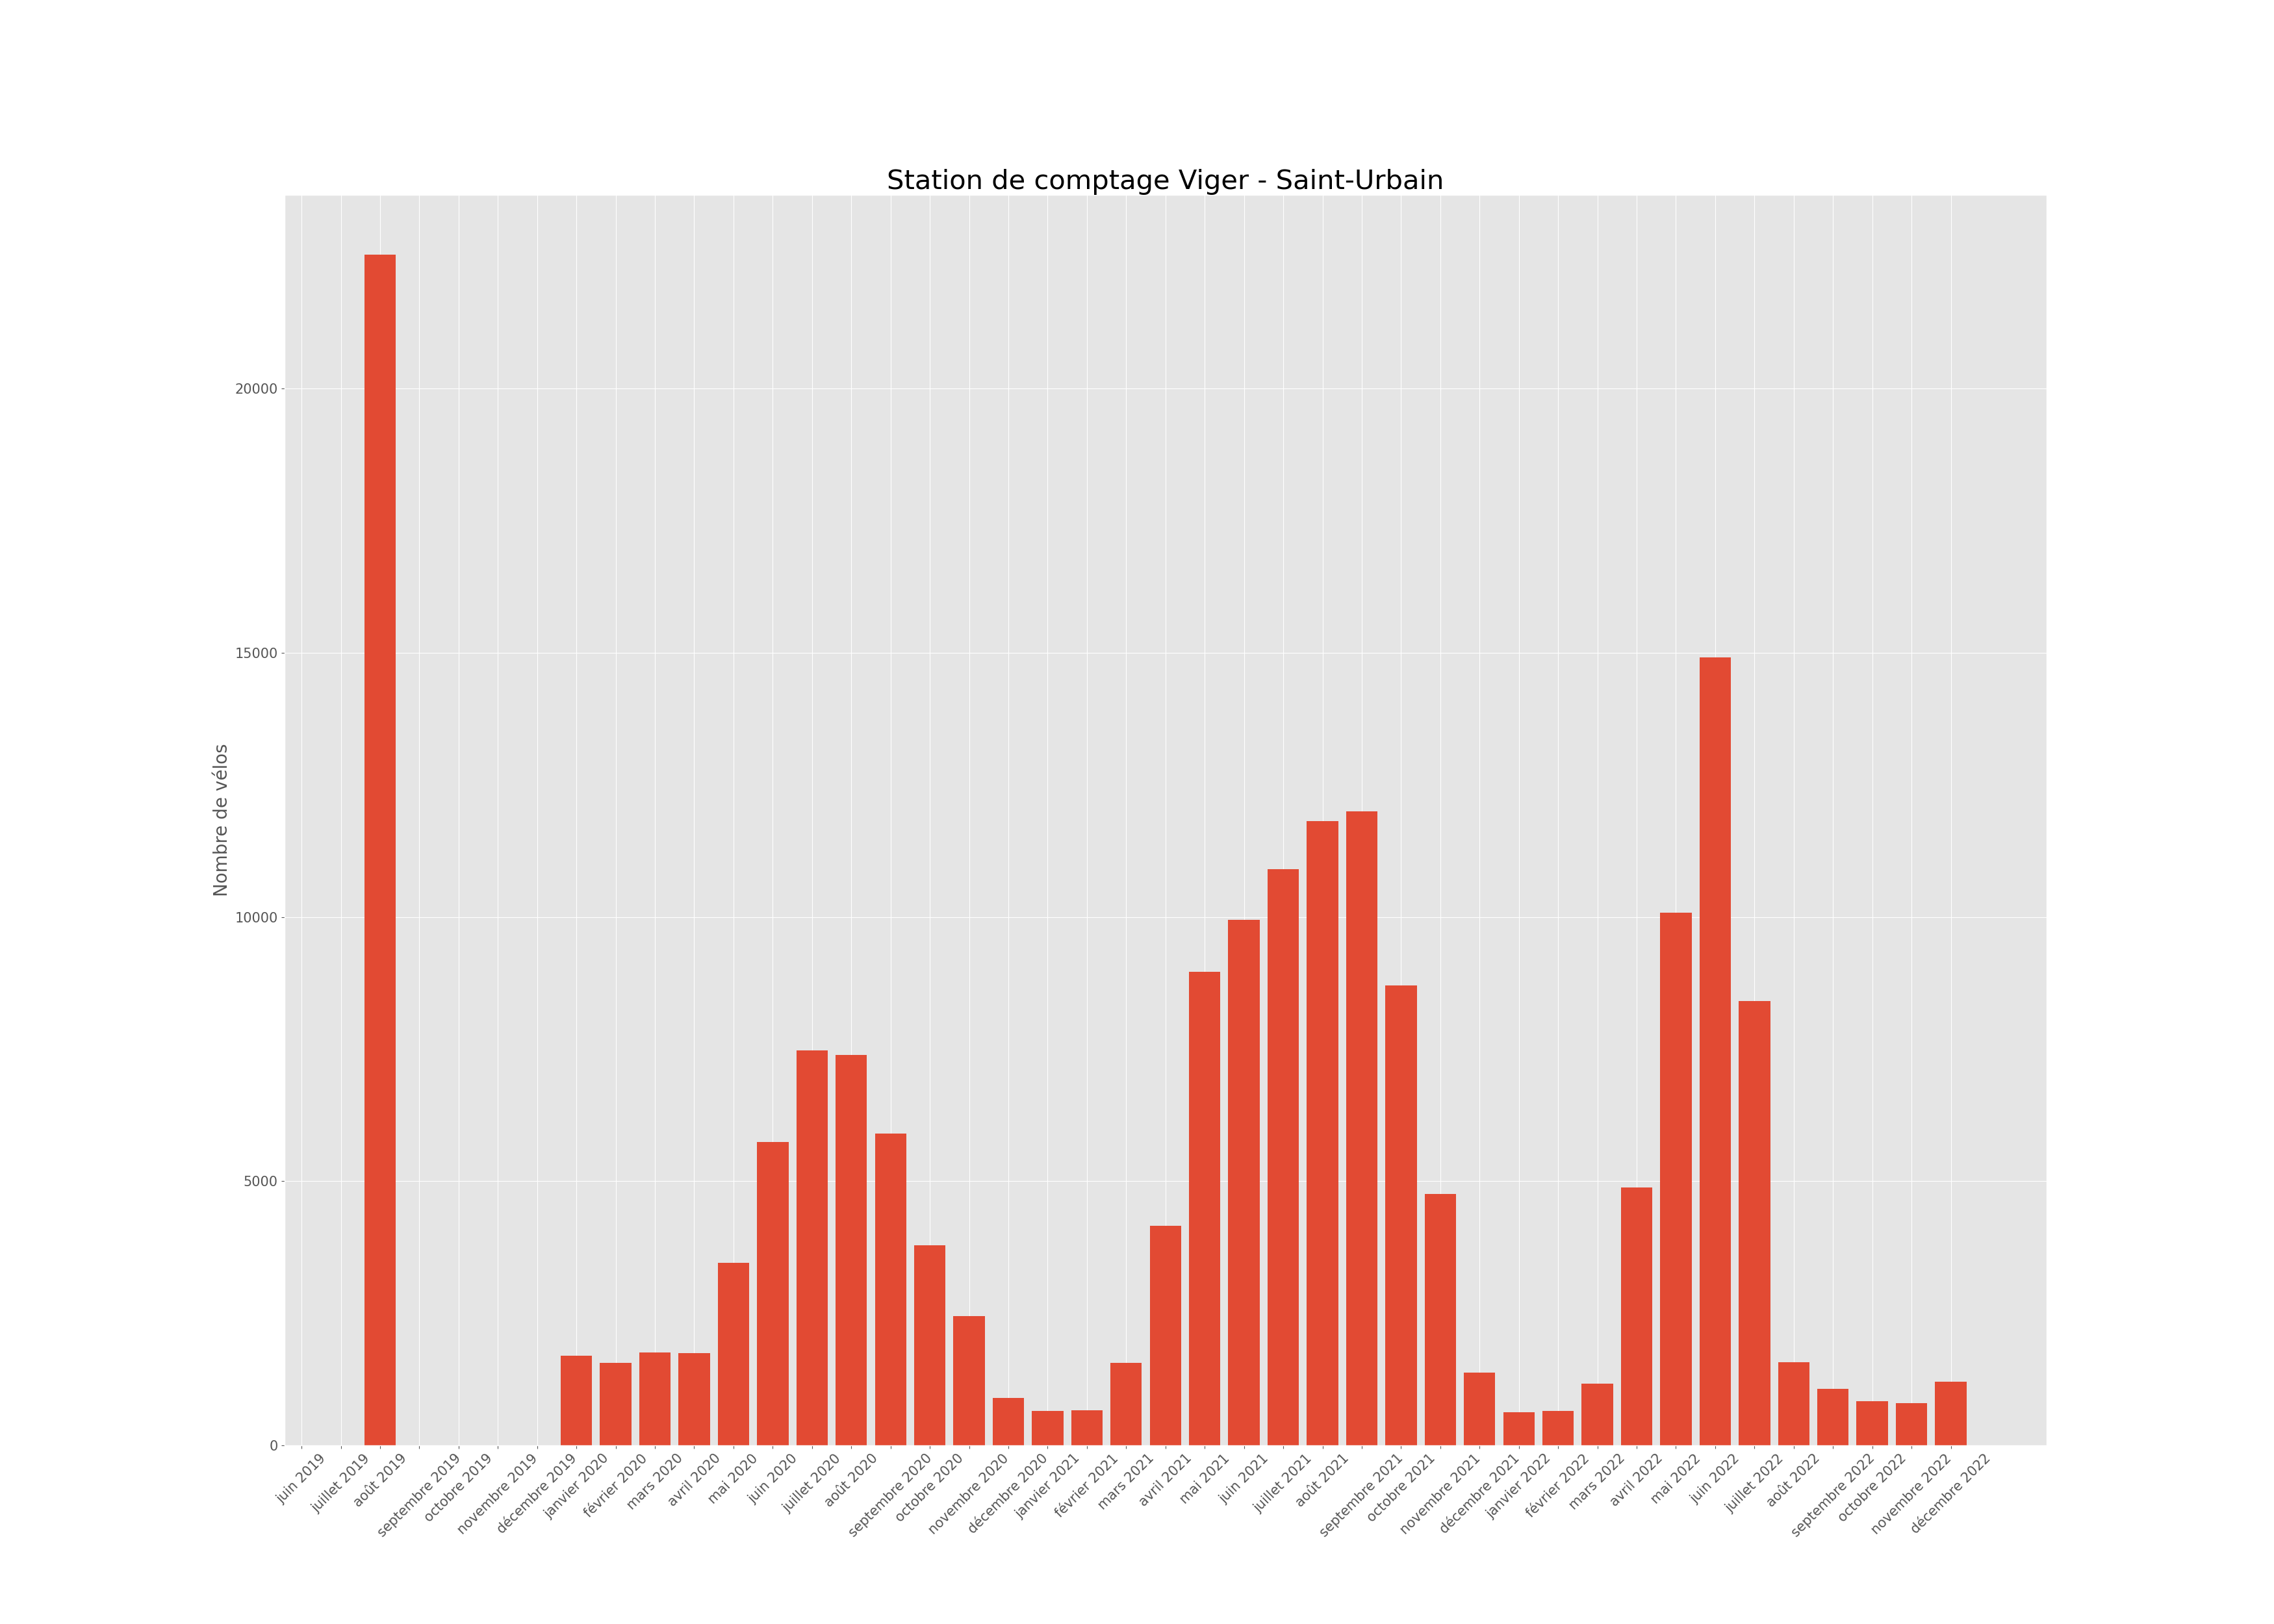 Station de comptage Viger - Saint-Urbain
Nombre de vélos
20000
15000
10000
5000
0
juin 2019
juillet 2019
août 2019
septembre 2019
octobre 2019
novembre 2019
décembre 2019
janvier 2020
février 2020
mars 2020
avril 2020
mai 2020
juin 2020
juillet 2020
août 2020
septembre 2020
octobre 2020
novembre 2020
décembre 2020
janvier 2021
février 2021
mars 2021
avril 2021
mai 2021
juin 2021
juillet 2021
août 2021
septembre 2021
octobre 2021
novembre 2021
décembre 2021
janvier 2022
février 2022
mars 2022
avril 2022
mai 2022
juin 2022
juillet 2022
août 2022
septembre 2022
octobre 2022
novembre 2022
décembre 2022